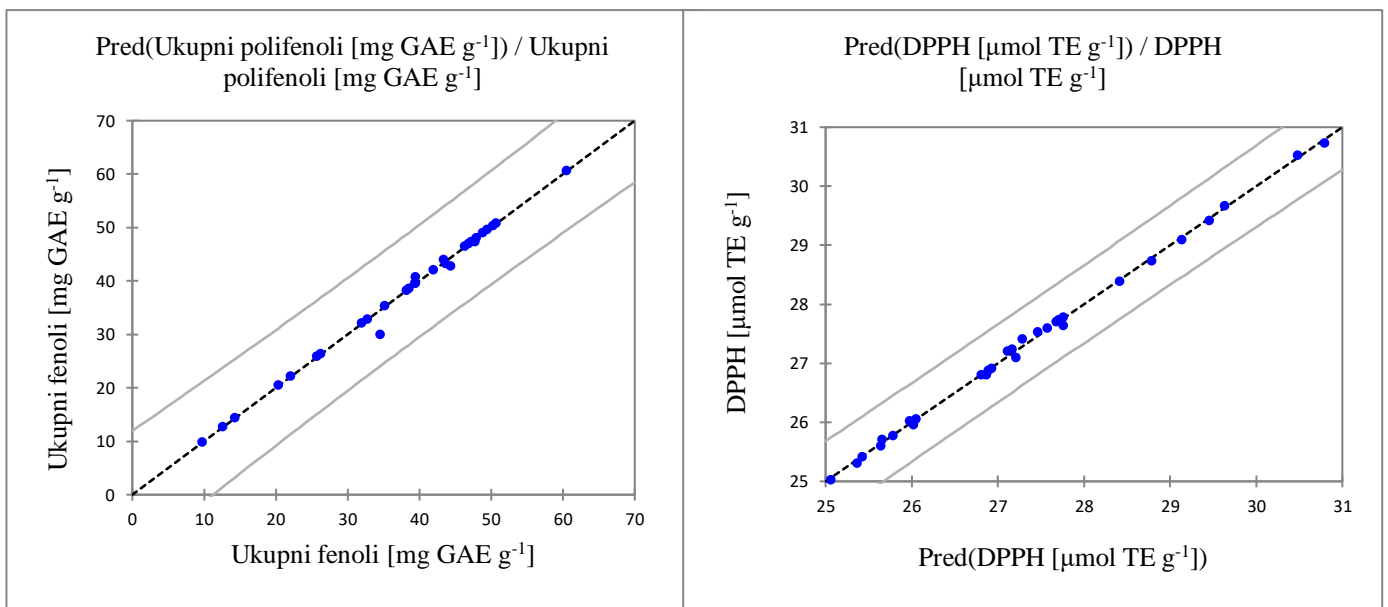 Pred(Ukupni polifenoli [mg GAE g-1]) / Ukupni
polifenoli [mg GAE g-1]
70
60
50
40
30
20
10
0
Ukupni fenoli [mg GAE g-1]
0 10 20 30 40 50 60 70
Ukupni fenoli [mg GAE g-1]
Pred(DPPH [μmol TE g-1]) / DPPH
[μmol TE g-1]
31
30
29
28
27
26
25
DPPH [μmol TE g-1]
25 26 27 28 29 30 31
Pred(DPPH [μmol TE g-1])